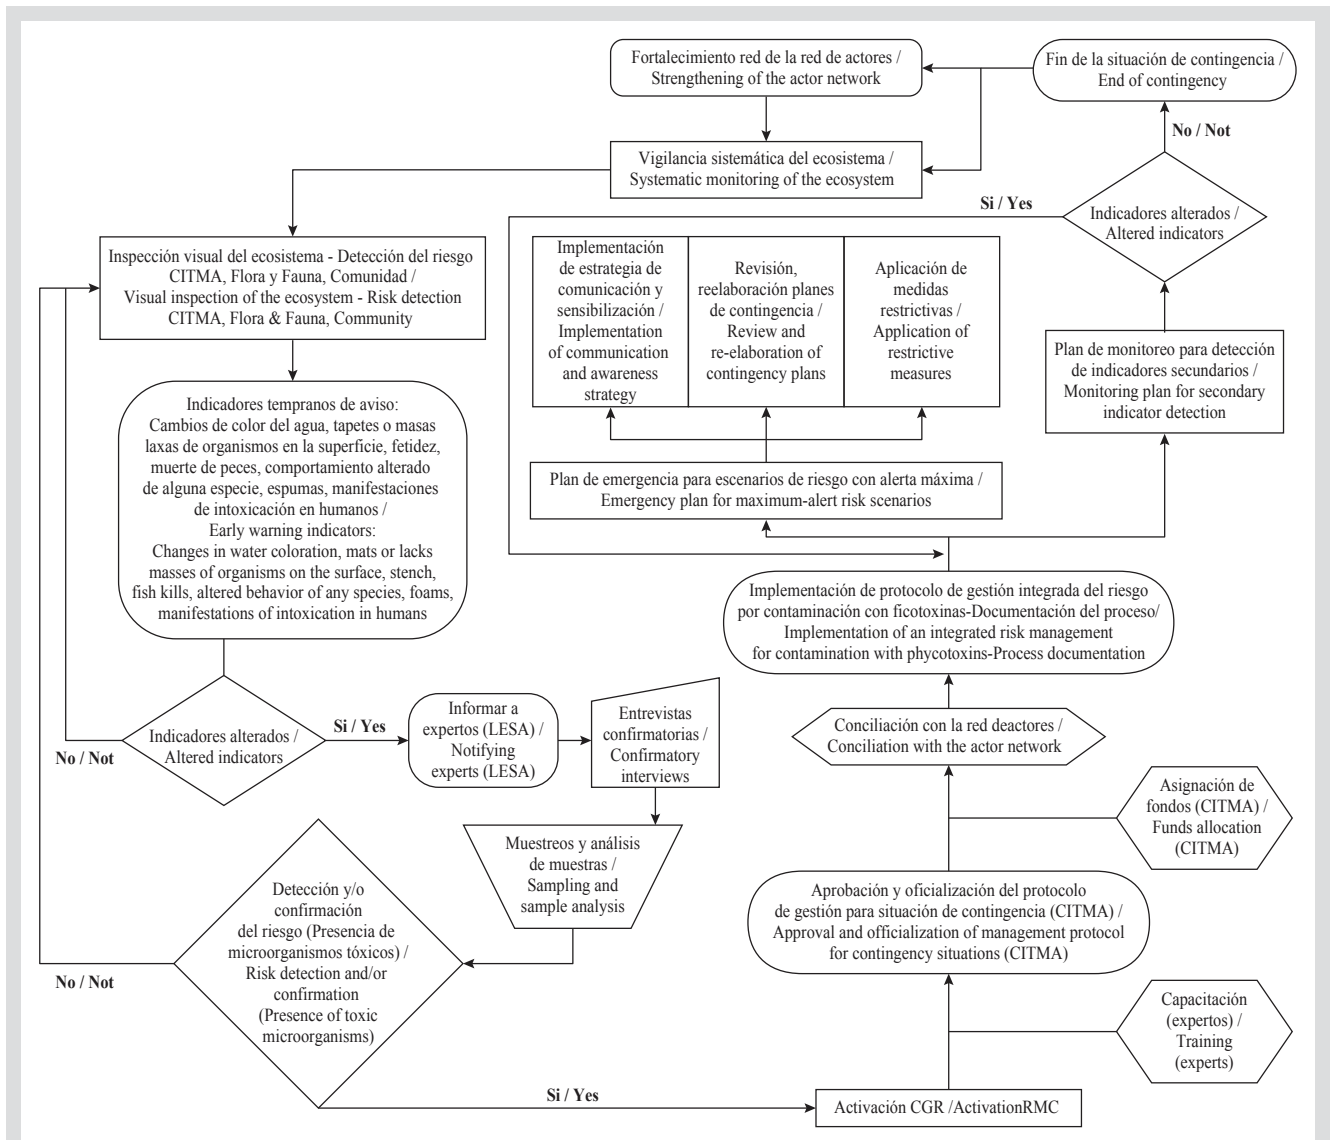 Fortalecimiento red de la red de actores /
Strengthening of the actor network
Fin de la situación de contingencia /
End of contingency
No / Not
Vigilancia sistemática del ecosistema /
Systematic monitoring of the ecosystem
Si / Yes
Indicadores alterados /
Altered indicators
Inspección visual del ecosistema - Detección del riesgo
CITMA, Flora y Fauna, Comunidad /
Visual inspection of the ecosystem - Risk detection
CITMA, Flora & Fauna, Community
Implementación
de estrategia de
comunicación y
sensibilización /
Implementation
of communication
and awareness
strategy
Revisión,
reelaboración planes
de contingencia /
Review and
re-elaboration of
contingency plans
Aplicación de
medidas
restrictivas /
Application of
restrictive
measures
Plan de monitoreo para detección
de indicadores secundarios /
Monitoring plan for secondary
indicator detection
Indicadores tempranos de aviso:
Cambios de color del agua, tapetes o masas
laxas de organismos en la superficie, fetidez,
muerte de peces, comportamiento alterado
de alguna especie, espumas, manifestaciones
de intoxicación en humanos /
Early warning indicators:
Changes in water coloration, mats or lacks
masses of organisms on the surface, stench,
fish kills, altered behavior of any species, foams,
manifestations of intoxication in humans
Plan de emergencia para escenarios de riesgo con alerta máxima /
Emergency plan for maximum-alert risk scenarios
Implementación de protocolo de gestión integrada del riesgo
por contaminación con ficotoxinas-Documentación del proceso/
Implementation of an integrated risk management
for contamination with phycotoxins-Process documentation
No / Not
Indicadores alterados /
Altered indicators
Si / Yes
Informar a
expertos (LESA) /
Notifying
experts (LESA)
Entrevistas
confirmatorias /
Confirmatory
interviews
Conciliación con la red deactores /
Conciliation with the actor network
Asignación de
fondos (CITMA) /
Funds allocation
(CITMA)
Muestreos y análisis
de muestras /
Sampling and
sample analysis
Detección y/o
confirmación
del riesgo (Presencia de
microorganismos tóxicos) /
Risk detection and/or
confirmation
(Presence of toxic
microorganisms)
No / Not
Aprobación y oficialización del protocolo
de gestión para situación de contingencia (CITMA) /
Approval and officialization of management protocol
for contingency situations (CITMA)
Capacitación
(expertos) /
Training
(experts)
Si / Yes
Activación CGR /ActivationRMC